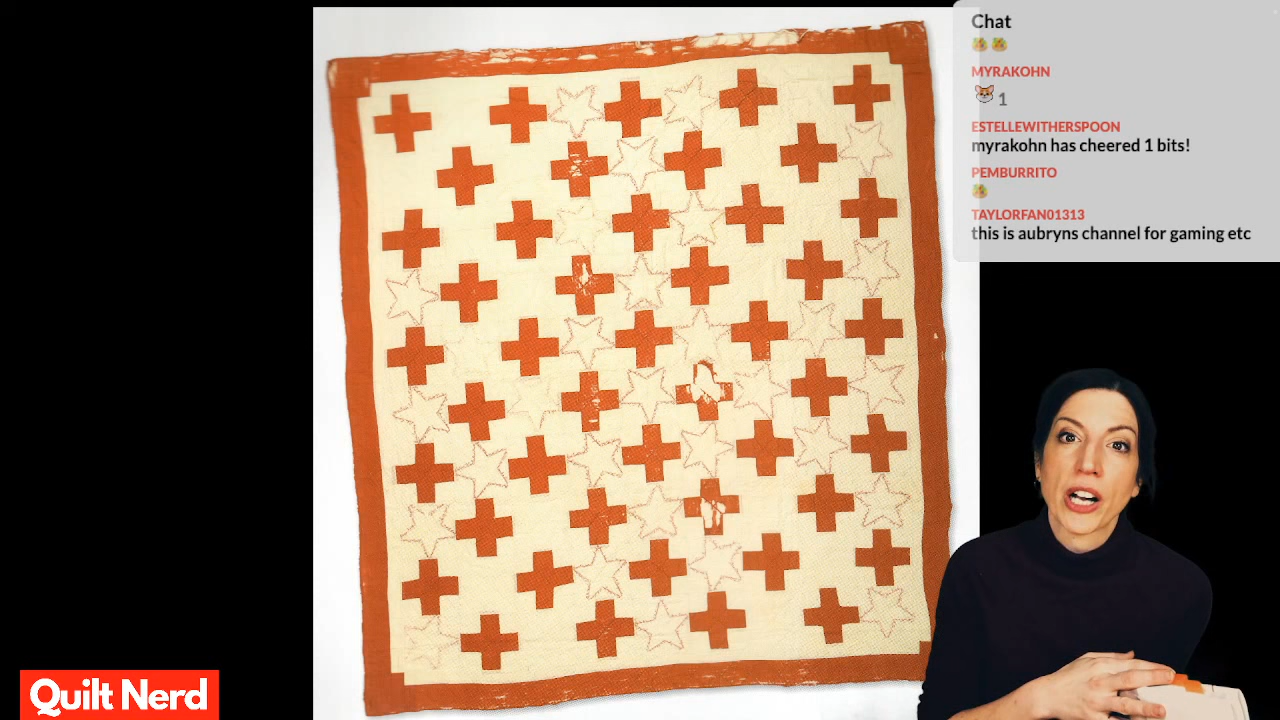 Chat
MYRAKOHN
1
ESTELLEWITHERSPOON
myrakohn has cheered 1 bits!
PEMBURRITO
TAYLORFAN01313
this is aubryns channel for gaming etc
Quilt Nerd